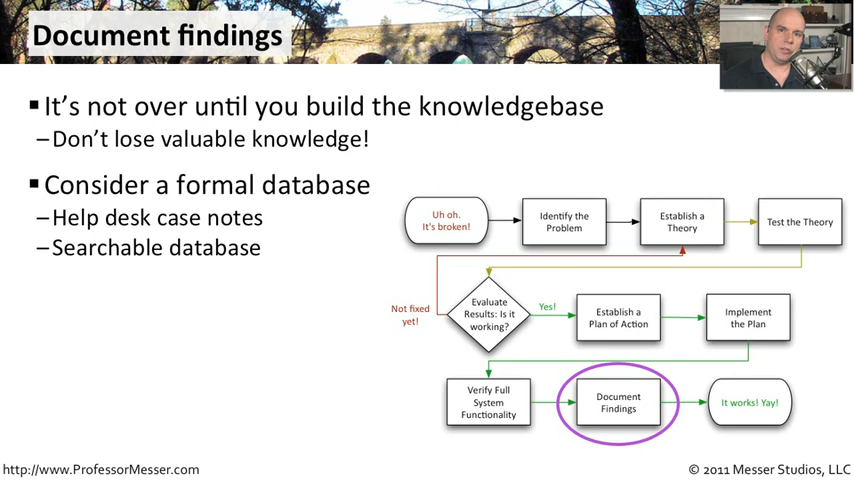 Document findings
▪ It's not over until you build the knowledgebase
– Don't lose valuable knowledge!
▪ Consider a formal database
– Help desk case notes
– Searchable database
Uh oh.
It's broken!
Identify the
Problem
Establish a
Theory
Test the Theory
Not fixed
yet!
Evaluate
Results: Is it
working?
Yes!
Establish a
Plan of Action
Implement
the Plan
Verify Full
System
Functionality
Document
Findings
It works! Yay!
http://www.ProfessorMesser.com
© 2011 Messer Studios, LLC